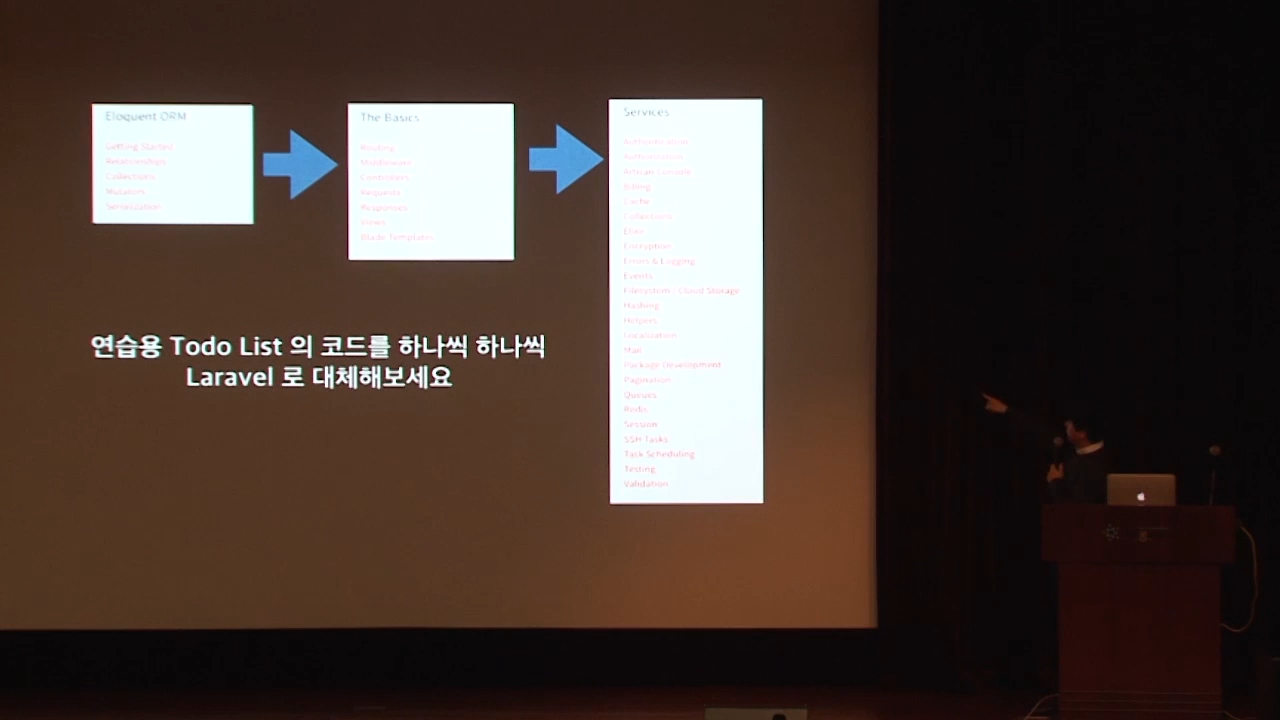 Eloquent ORM
Getting Started
Relationships
Collections
Mutators
Serialization
The Basics
Routing
Middleware
Controllers
Requests
Responses
Views
Blade Templates
Services
Authentication
Authorization
Artisan Console
Billing
Cache
Collections
Elixir
Encryption
Errors & Logging
Events
Filesystem / Cloud Storage
Hashing
Helpers
Localization
Mail
Package Development
Pagination
Queues
Redis
Session
SSH Tasks
Task Scheduling
Testing
Validation
연습용 Todo List 의 코드를 하나씩 하나씩
Laravel 로 대체해보세요